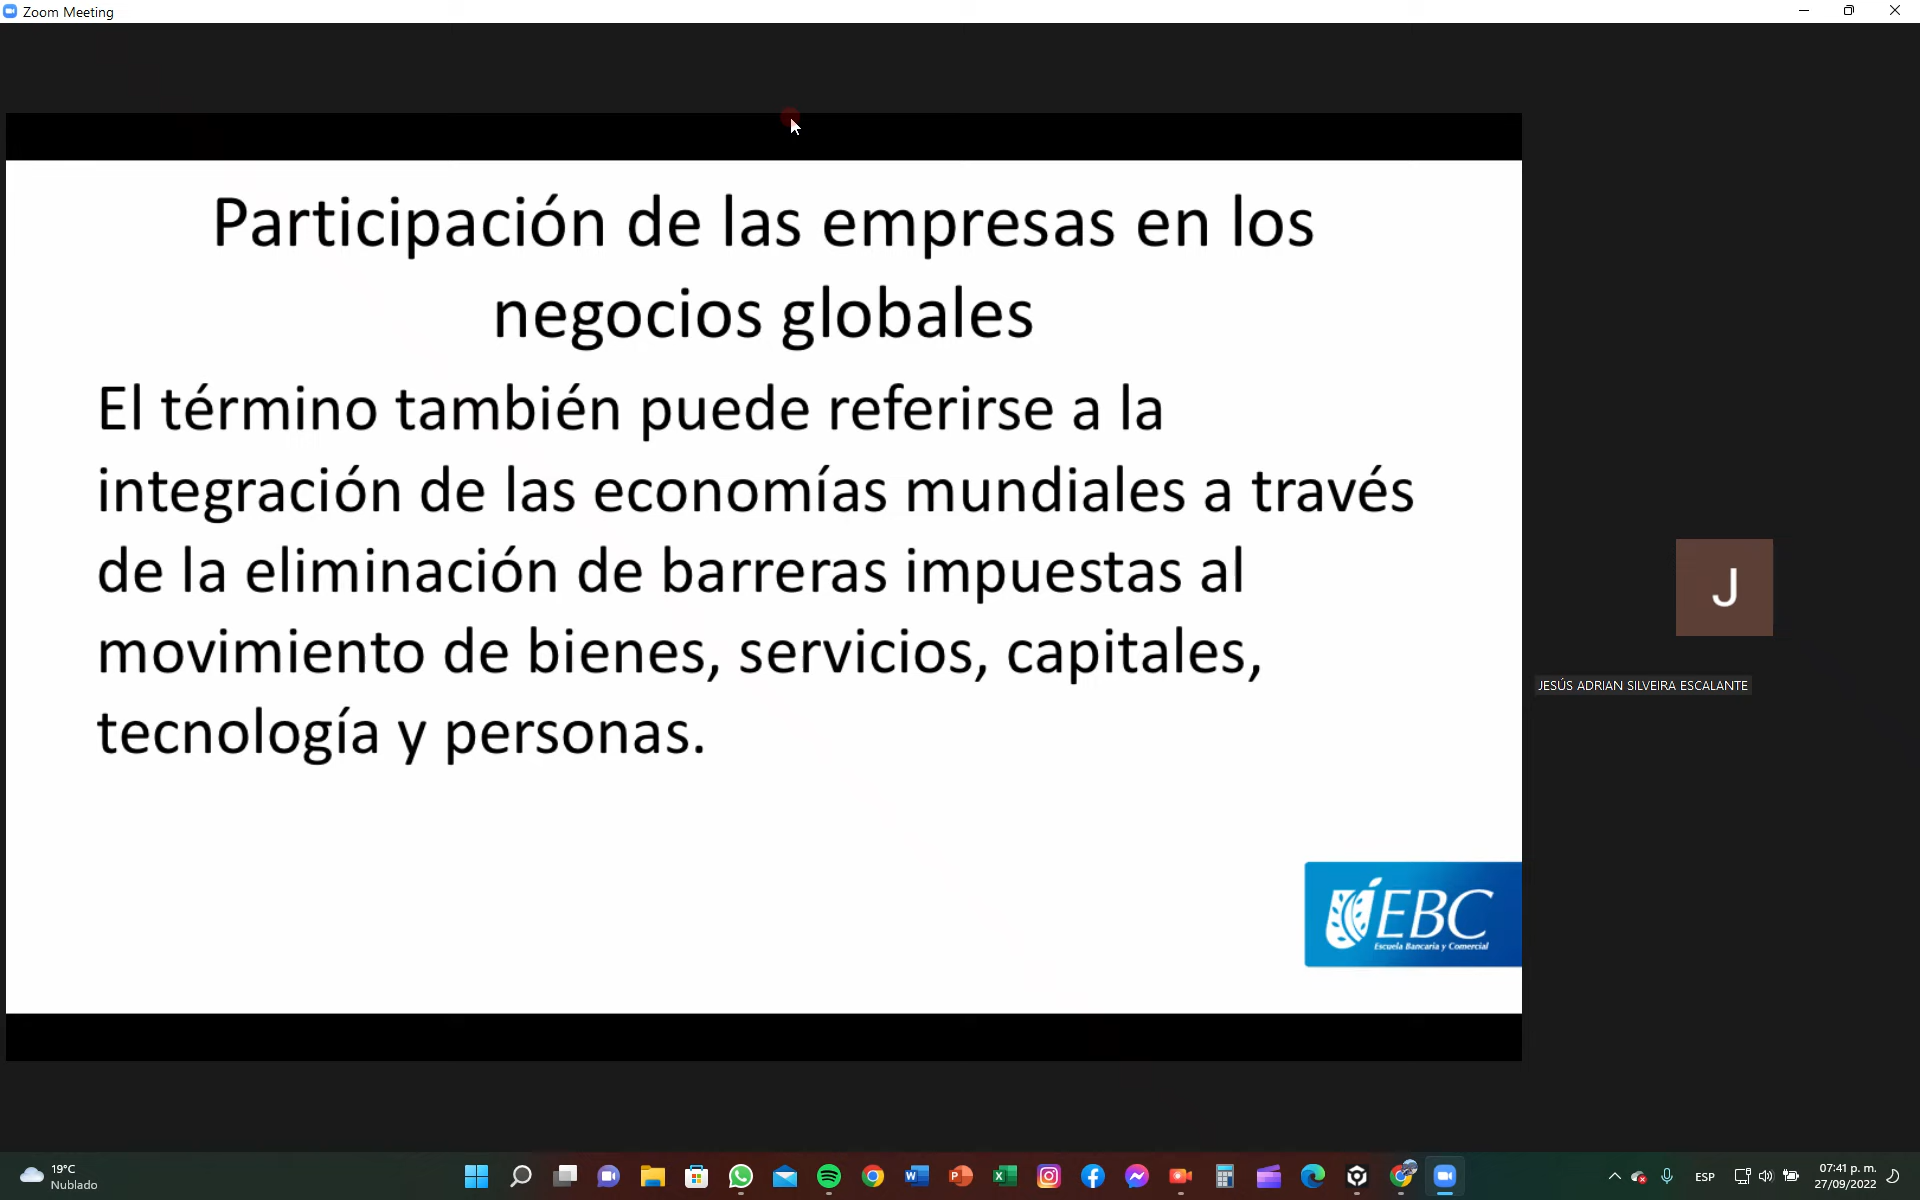 Zoom Meeting
Participación de las empresas en los
negocios globales
El término también puede referirse a la
integración de las economías mundiales a través
de la eliminación de barreras impuestas al
movimiento de bienes, servicios, capitales,
tecnología y personas.
J
JESÚS ADRIAN SILVEIRA ESCALANTE
EBC
Escuela Bancaria y Comercial
19°C
Nublado
ESP
07:41 p. m.
27/09/2022